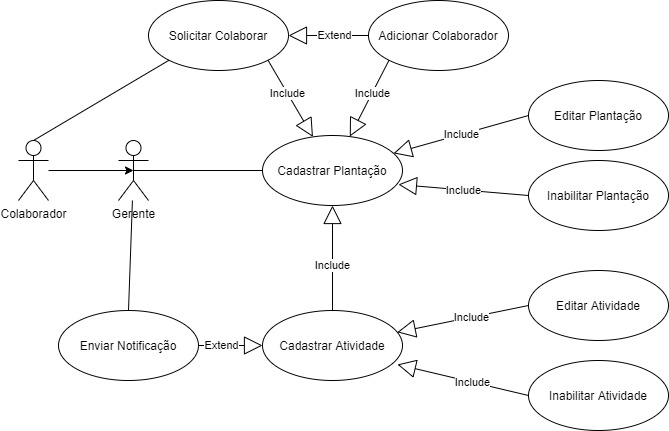 Solicitar Colaborar
Extend
Adicionar Colaborador
Include
Include
Editar Plantação
Include
Cadastrar Plantação
Include
Inabilitar Plantação
Colaborador
Gerente
Include
Editar Atividade
Include
Enviar Notificação
Extend
Cadastrar Atividade
Include
Inabilitar Atividade